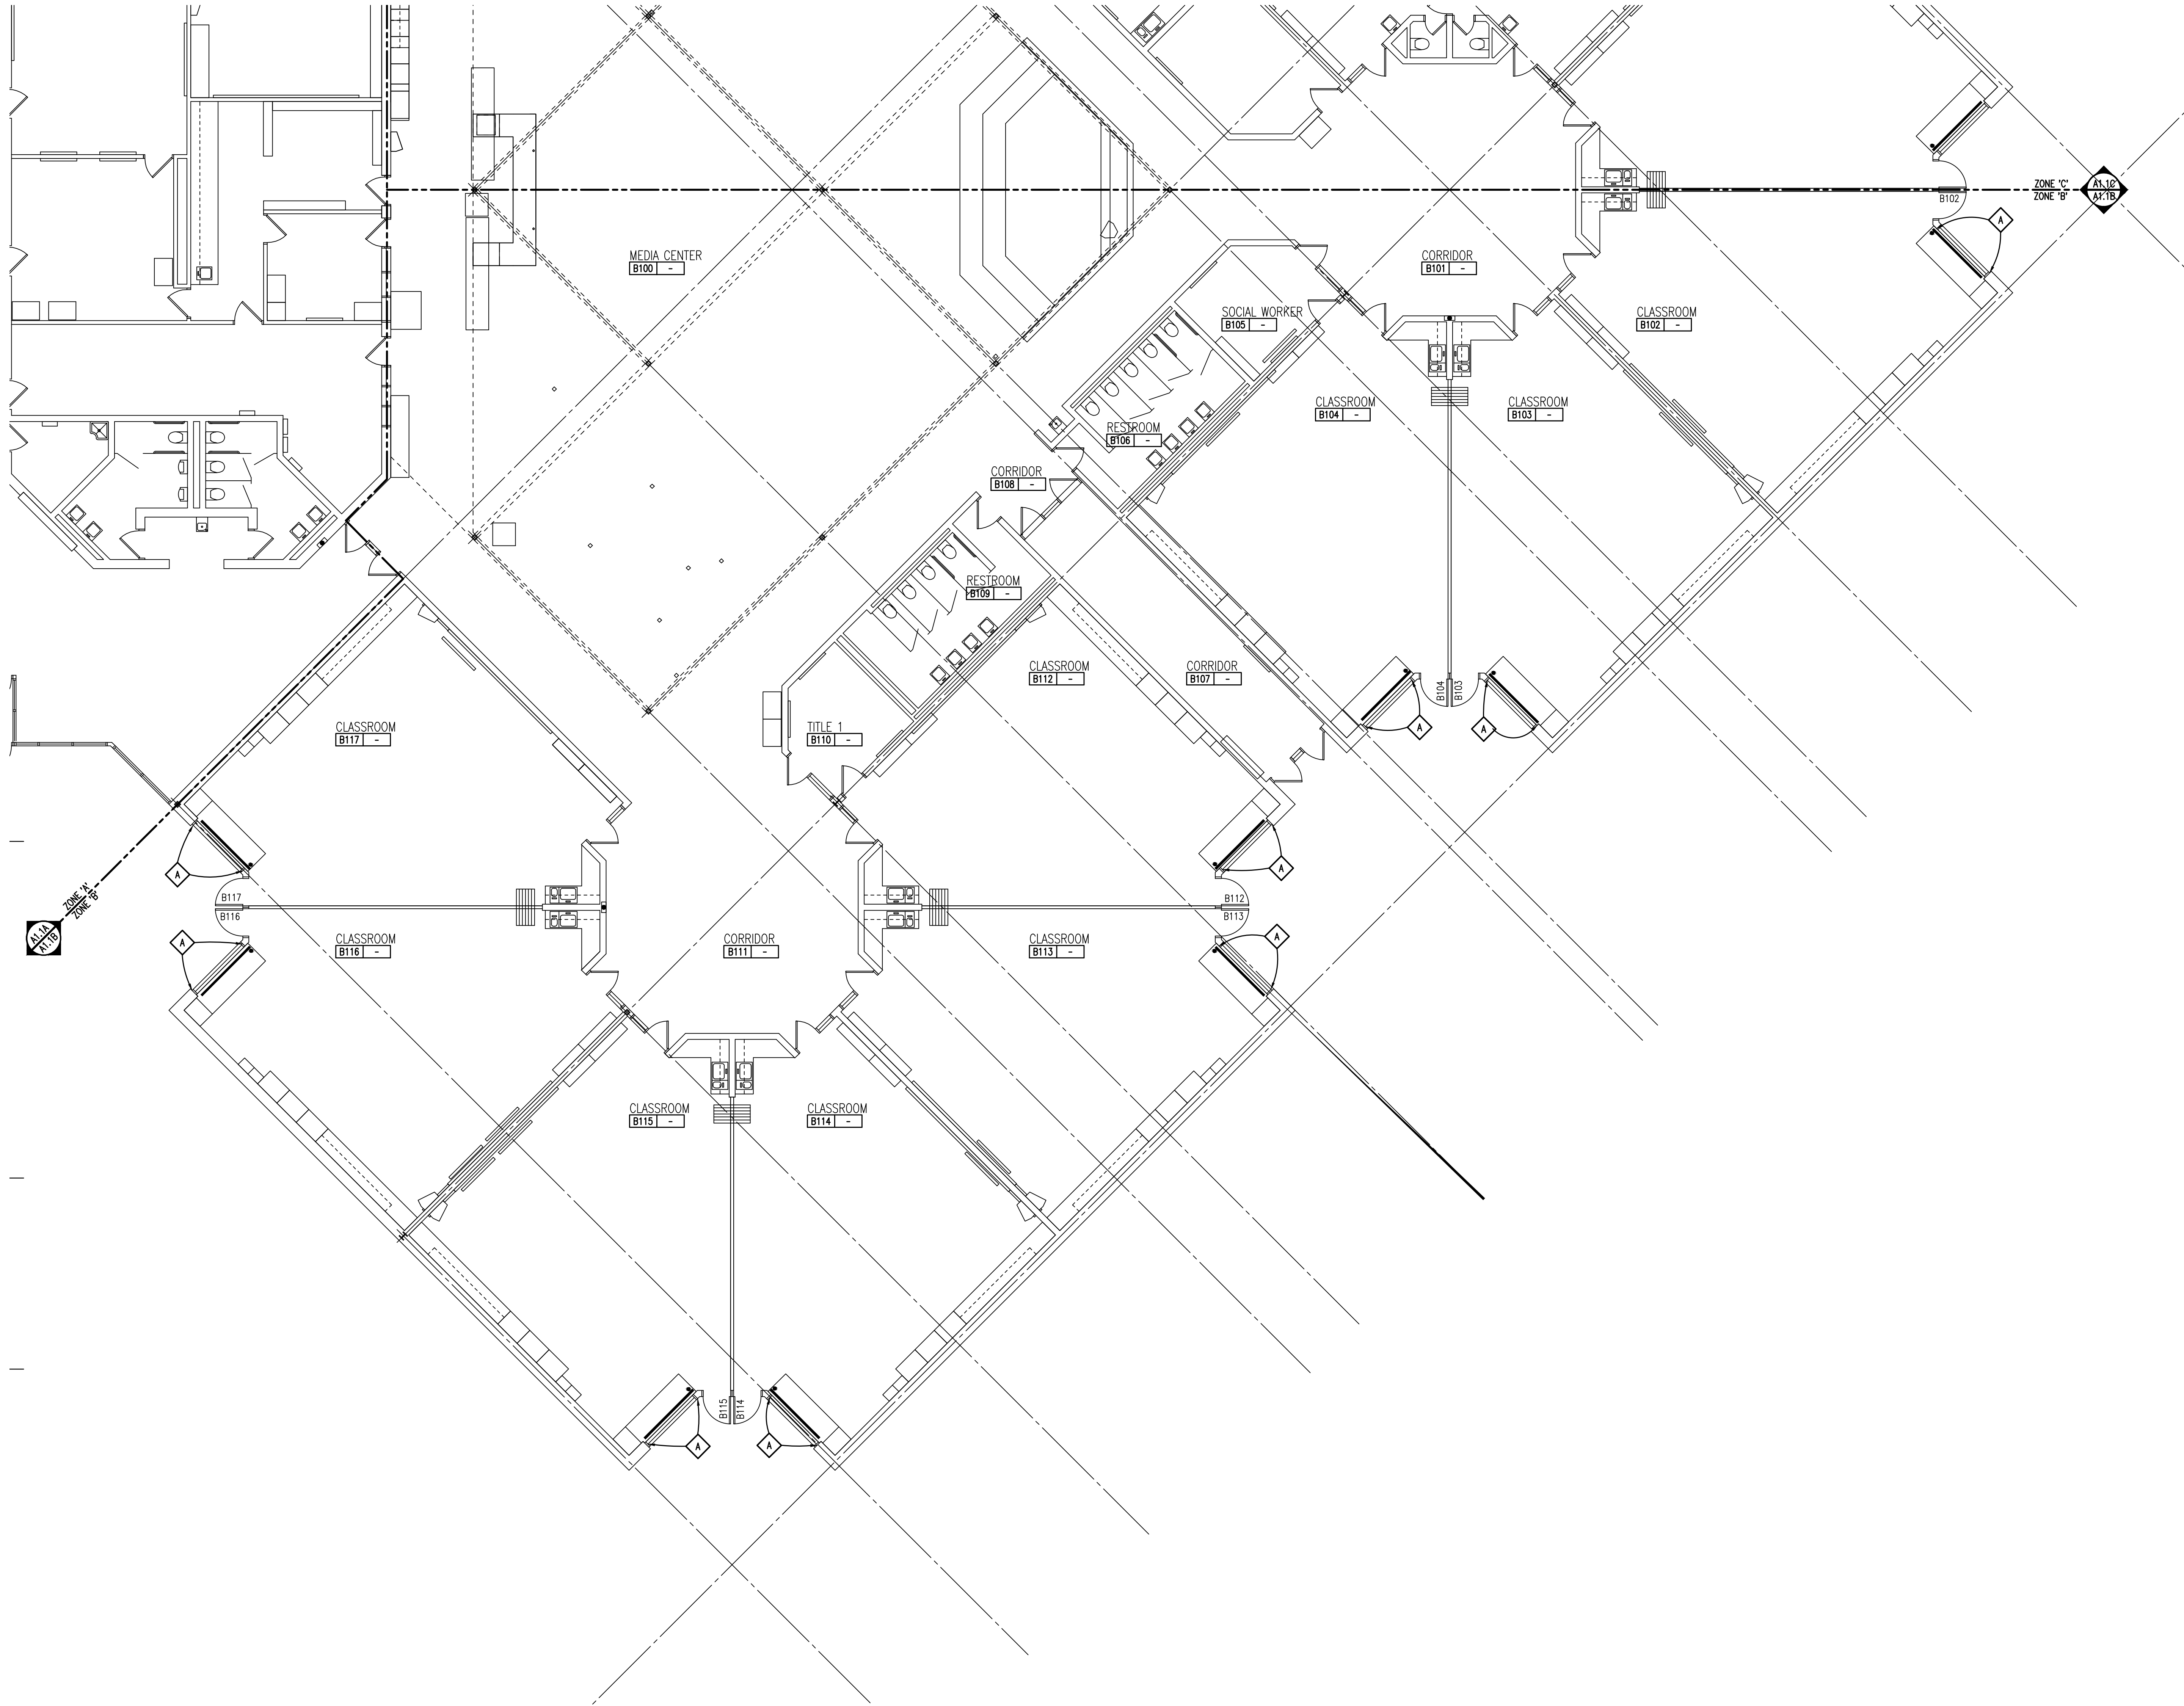 ZONE 'C'
ZONE 'B'
A1.1C
A1.1B
B102
A
MEDIA CENTER
B100 -
CORRIDOR
B101 -
SOCIAL WORKER
B105 -
CLASSROOM
B102 -
CLASSROOM
B104 -
CLASSROOM
B103 -
RESTROOM
B106 -
CORRIDOR
B108 -
RESTROOM
B109 -
CLASSROOM
B112 -
CORRIDOR
B107 -
B104
B103
A
A
CLASSROOM
B117 -
TITLE 1
B110 -
A
A
B117
B116
B112
B113
ZONE 'A'
ZONE 'B'
A1.1A
A1.1B
A
CLASSROOM
B116 -
CORRIDOR
B111 -
CLASSROOM
B113 -
A
CLASSROOM
B115 -
CLASSROOM
B114 -
B115
B114
A
A